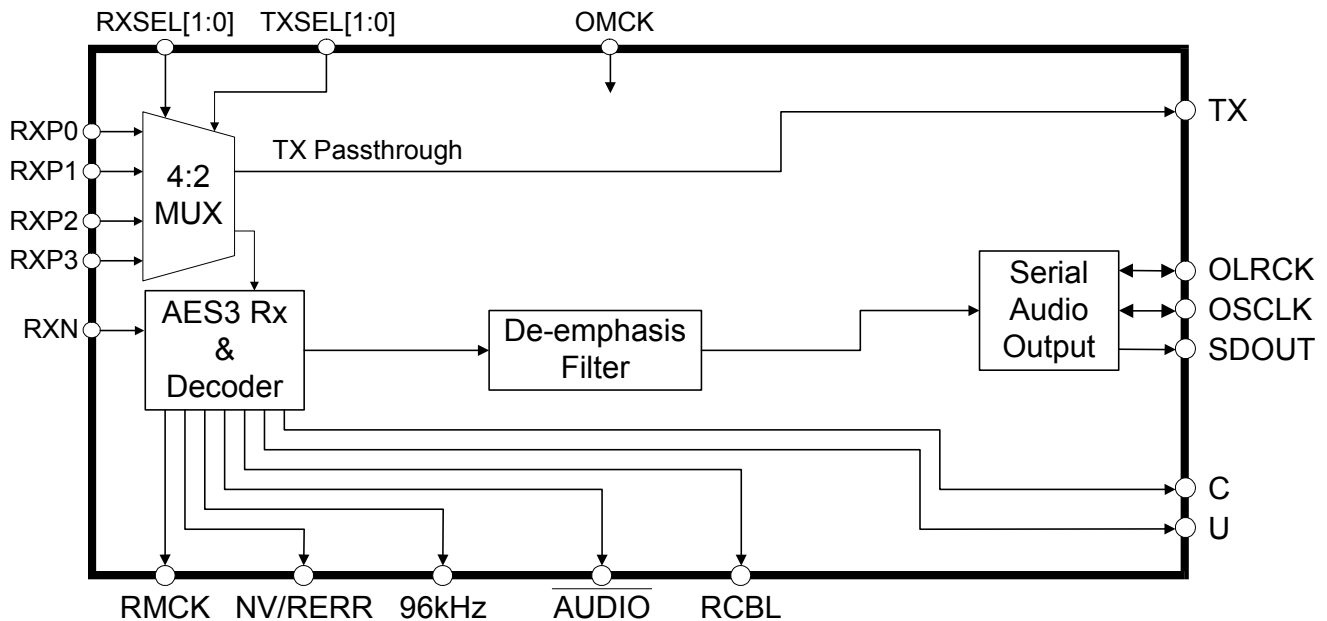 RXSEL[1:0] TXSEL[1:0] OMCK
TX
RXP0
RXP1
RXP2
RXP3
4:2
MUX
TX Passthrough
RXN
AES3 Rx
&
Decoder
De-emphasis
Filter
Serial
Audio
Output
OLRCK
OSCLK
SDOUT
C
U
RMCK NV/RERR 96kHz AUDIO RCBL